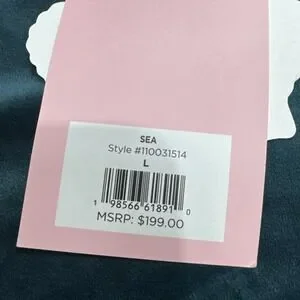 SEA
Style #110031514
L
1 98566 61891 0
MSRP: $199.00